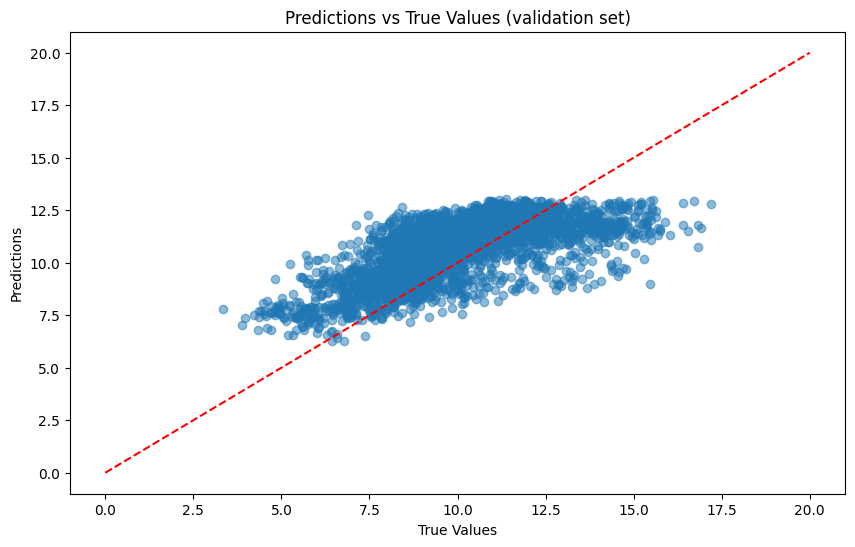 Predictions vs True Values (validation set)
20.0
17.5
15.0
12.5
10.0
7.5
5.0
2.5
0.0
Predictions
0.0 2.5 5.0 7.5 10.0 12.5 15.0 17.5 20.0
True Values